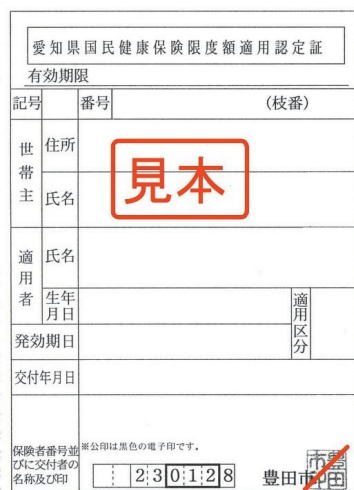 愛知県国民健康保険限度額適用認定証
有効期限
記号 番号 (枝番)
世帯主 住所
氏名
見本
適用者 氏名
生年月日 適用区分
発効期日
交付年月日
保険者番号並びに交付者の名称及び印
※公印は黒色の電子印です。
230128 豊田市